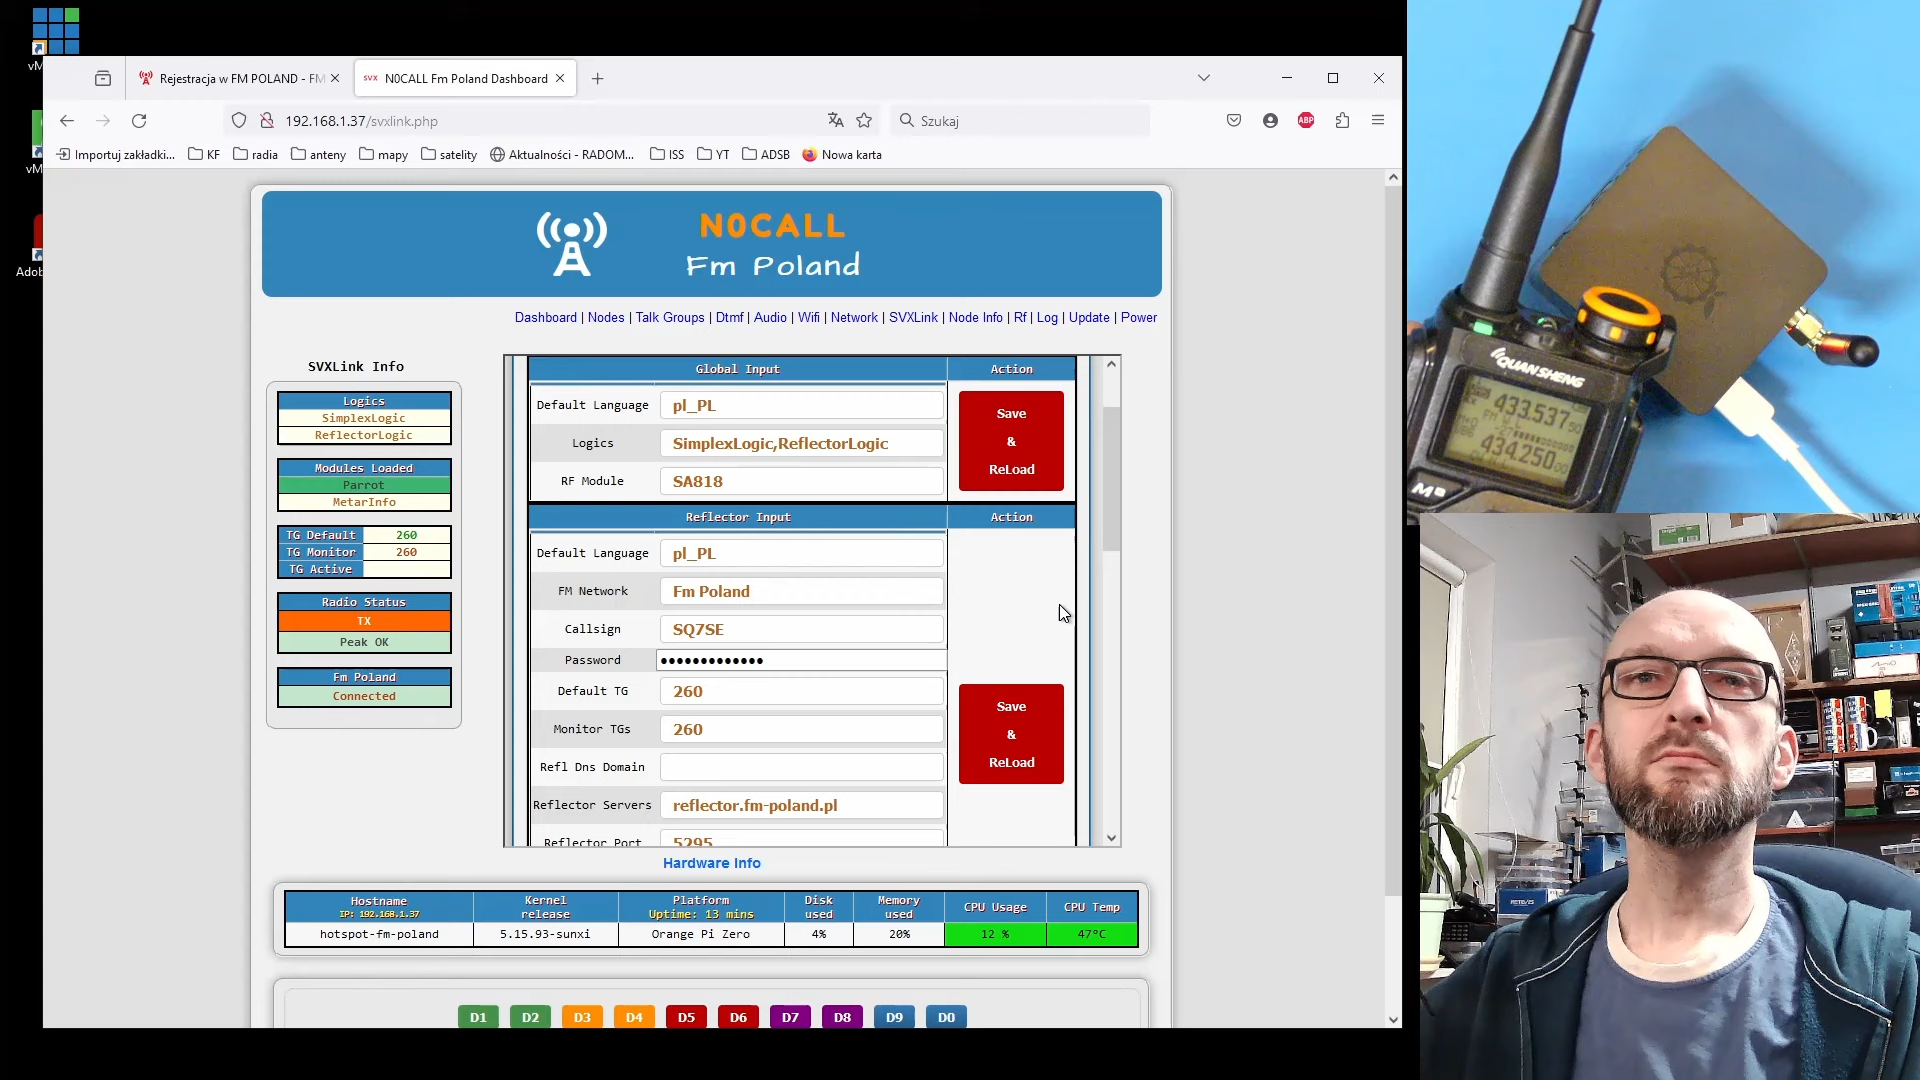 vM
vM
Adob
Rejestracja w FM POLAND - FM
SVX N0CALL Fm Poland Dashboard
192.168.1.37/svxlink.php
Szukaj
ABP
Importuj zakładki...
KF
radia
anteny
mapy
satelity
Aktualności - RADOM...
ISS
YT
ADSB
Nowa karta
N0CALL
Fm Poland
Dashboard | Nodes | Talk Groups | Dtmf | Audio | Wifi | Network | SVXLink | Node Info | Rf | Log | Update | Power
SVXLink Info
Logics
SimplexLogic
ReflectorLogic
Modules Loaded
Parrot
MetarInfo
TG Default 260
TG Monitor 260
TG Active
Radio Status
TX
Peak OK
Fm Poland
Connected
Global Input Action
Default Language pl_PL
Logics SimplexLogic,ReflectorLogic
RF Module SA818
Save
&
ReLoad
Reflector Input Action
Default Language pl_PL
FM Network Fm Poland
Callsign SQ7SE
Password •••••••••••••
Default TG 260
Monitor TGs 260
Refl Dns Domain
Reflector Servers reflector.fm-poland.pl
Reflector Port 5295
Save
&
ReLoad
Hardware Info
Hostname
IP: 192.168.1.37
Kernel
release
Platform
Uptime: 13 mins
Disk
used
Memory
used
CPU Usage
CPU Temp
hotspot-fm-poland 5.15.93-sunxi Orange Pi Zero 4% 20% 12 % 47°C
D1 D2 D3 D4 D5 D6 D7 D8 D9 D0
QUANSHENG
433.537
434.250
M